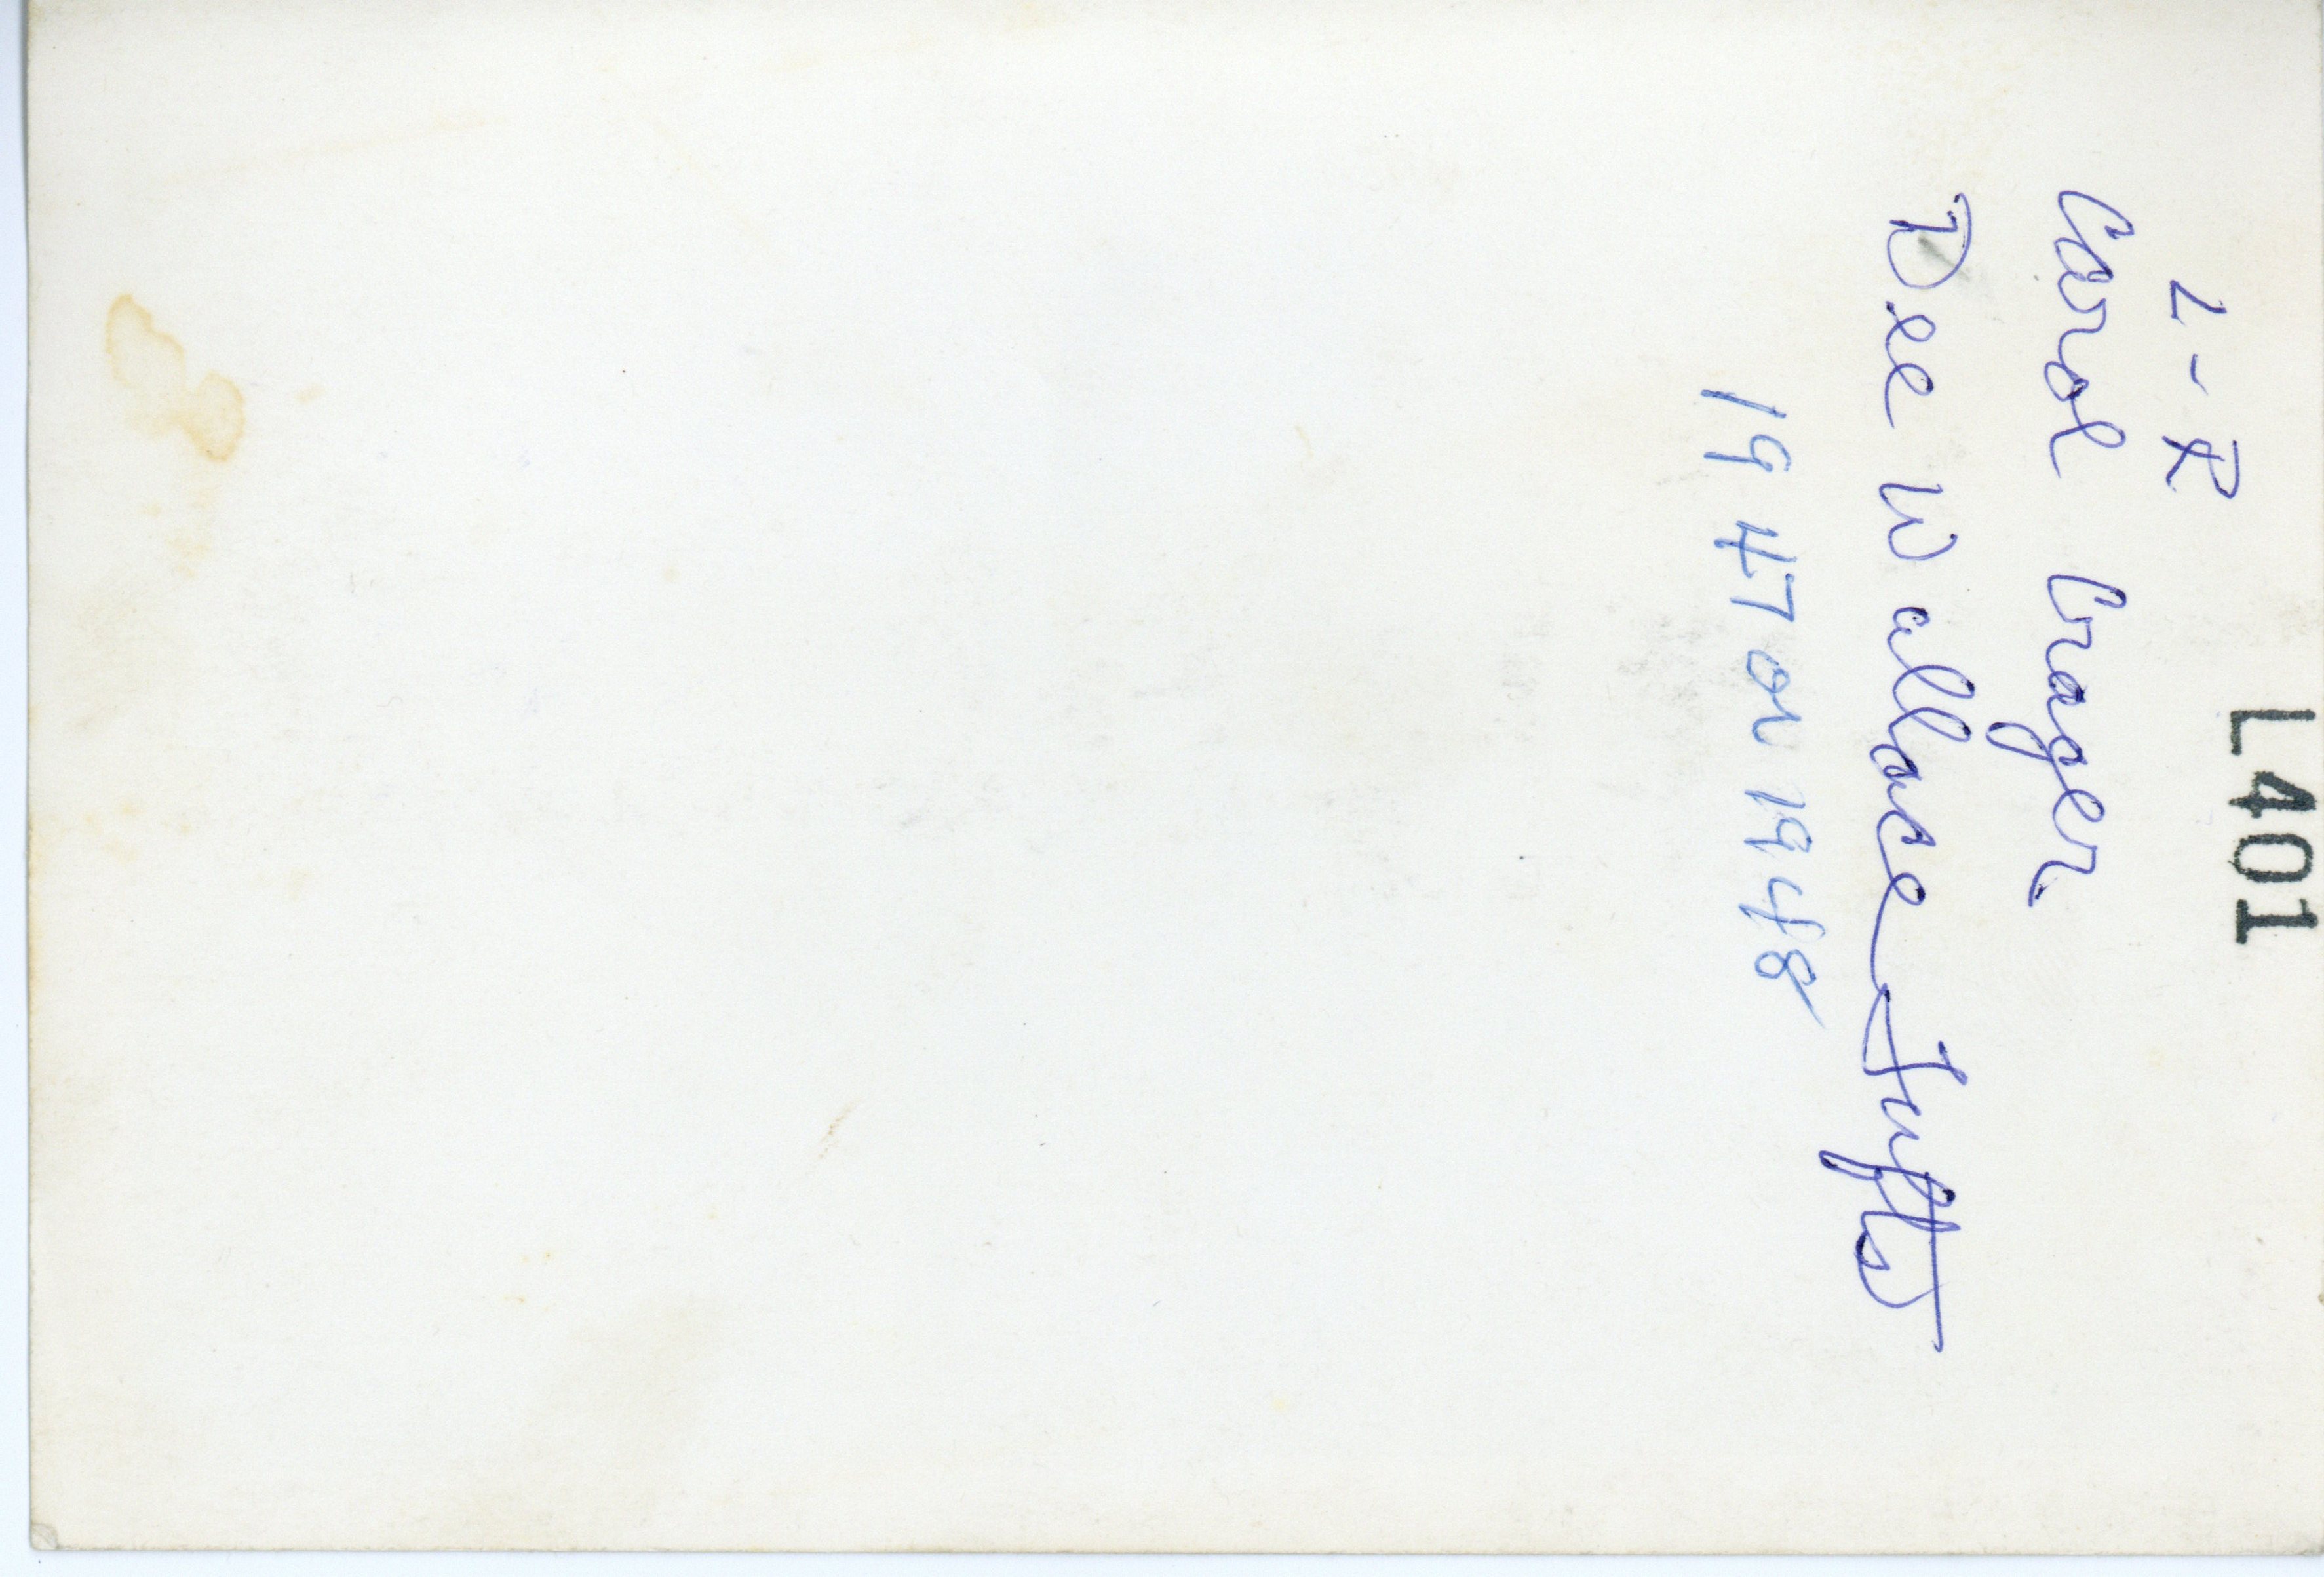 L401
L-R
Carol Crager
Dee Wallace Tufts
1947 or 1948